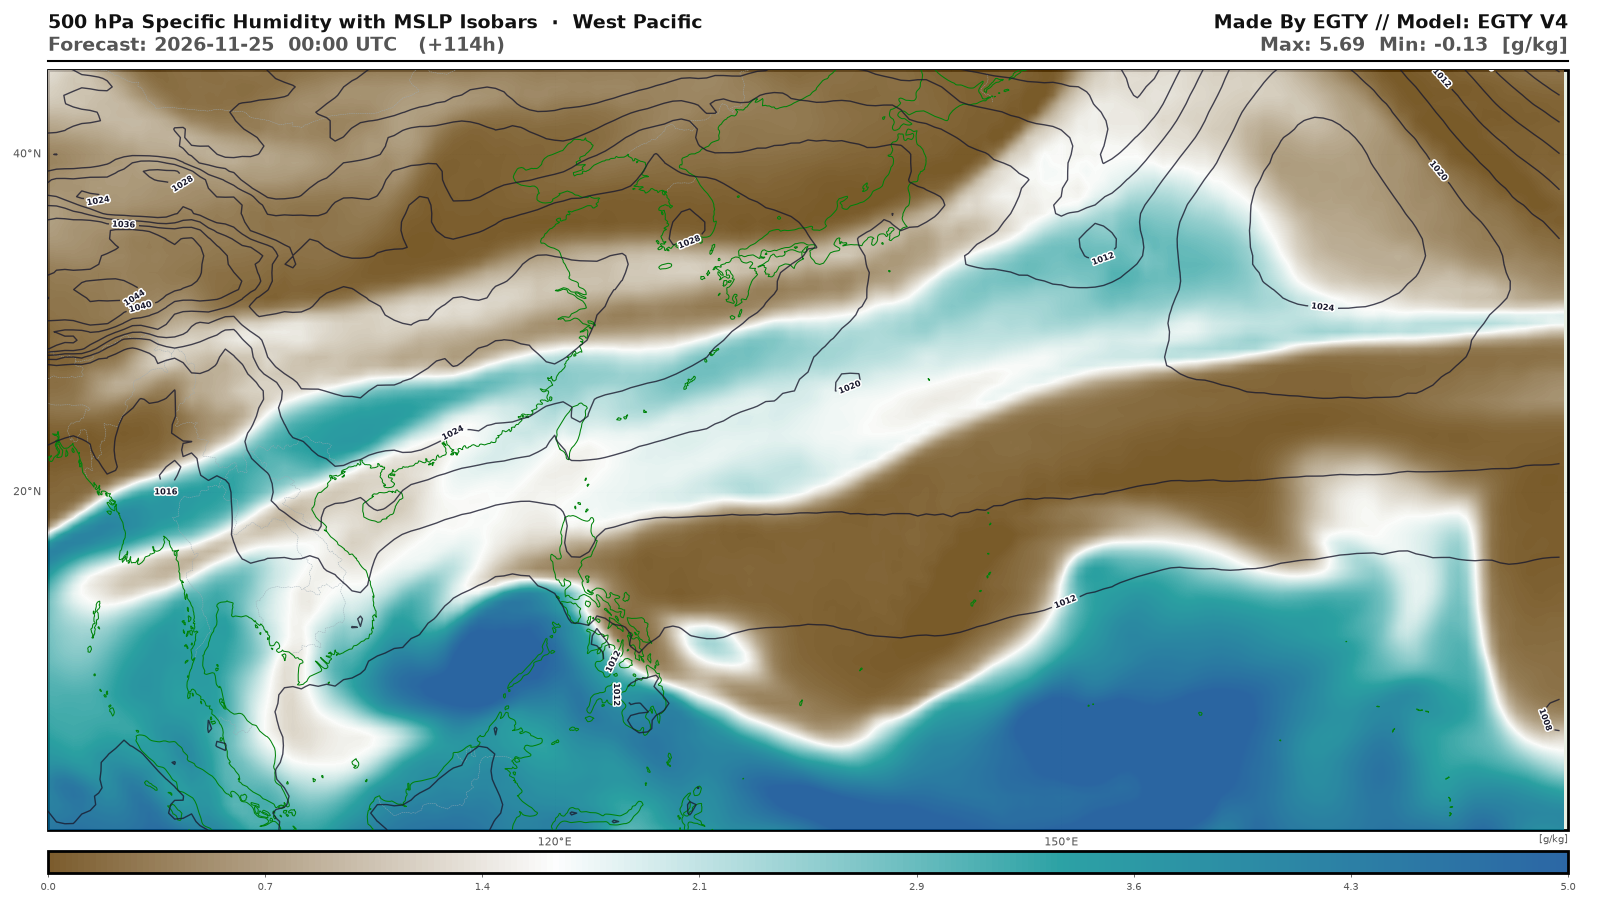 500 hPa Specific Humidity with MSLP Isobars · West Pacific
Made By EGTY // Model: EGTY V4
Forecast: 2026-11-25 00:00 UTC (+114h)
Max: 5.69 Min: -0.13 [g/kg]
1012
40°N
1020
1028
1024
1036
1028
1012
1044
1040
1024
1020
1024
20°N
1016
1012
1012
1012
1008
120°E
150°E
[g/kg]
0.0
0.7
1.4
2.1
2.9
3.6
4.3
5.0